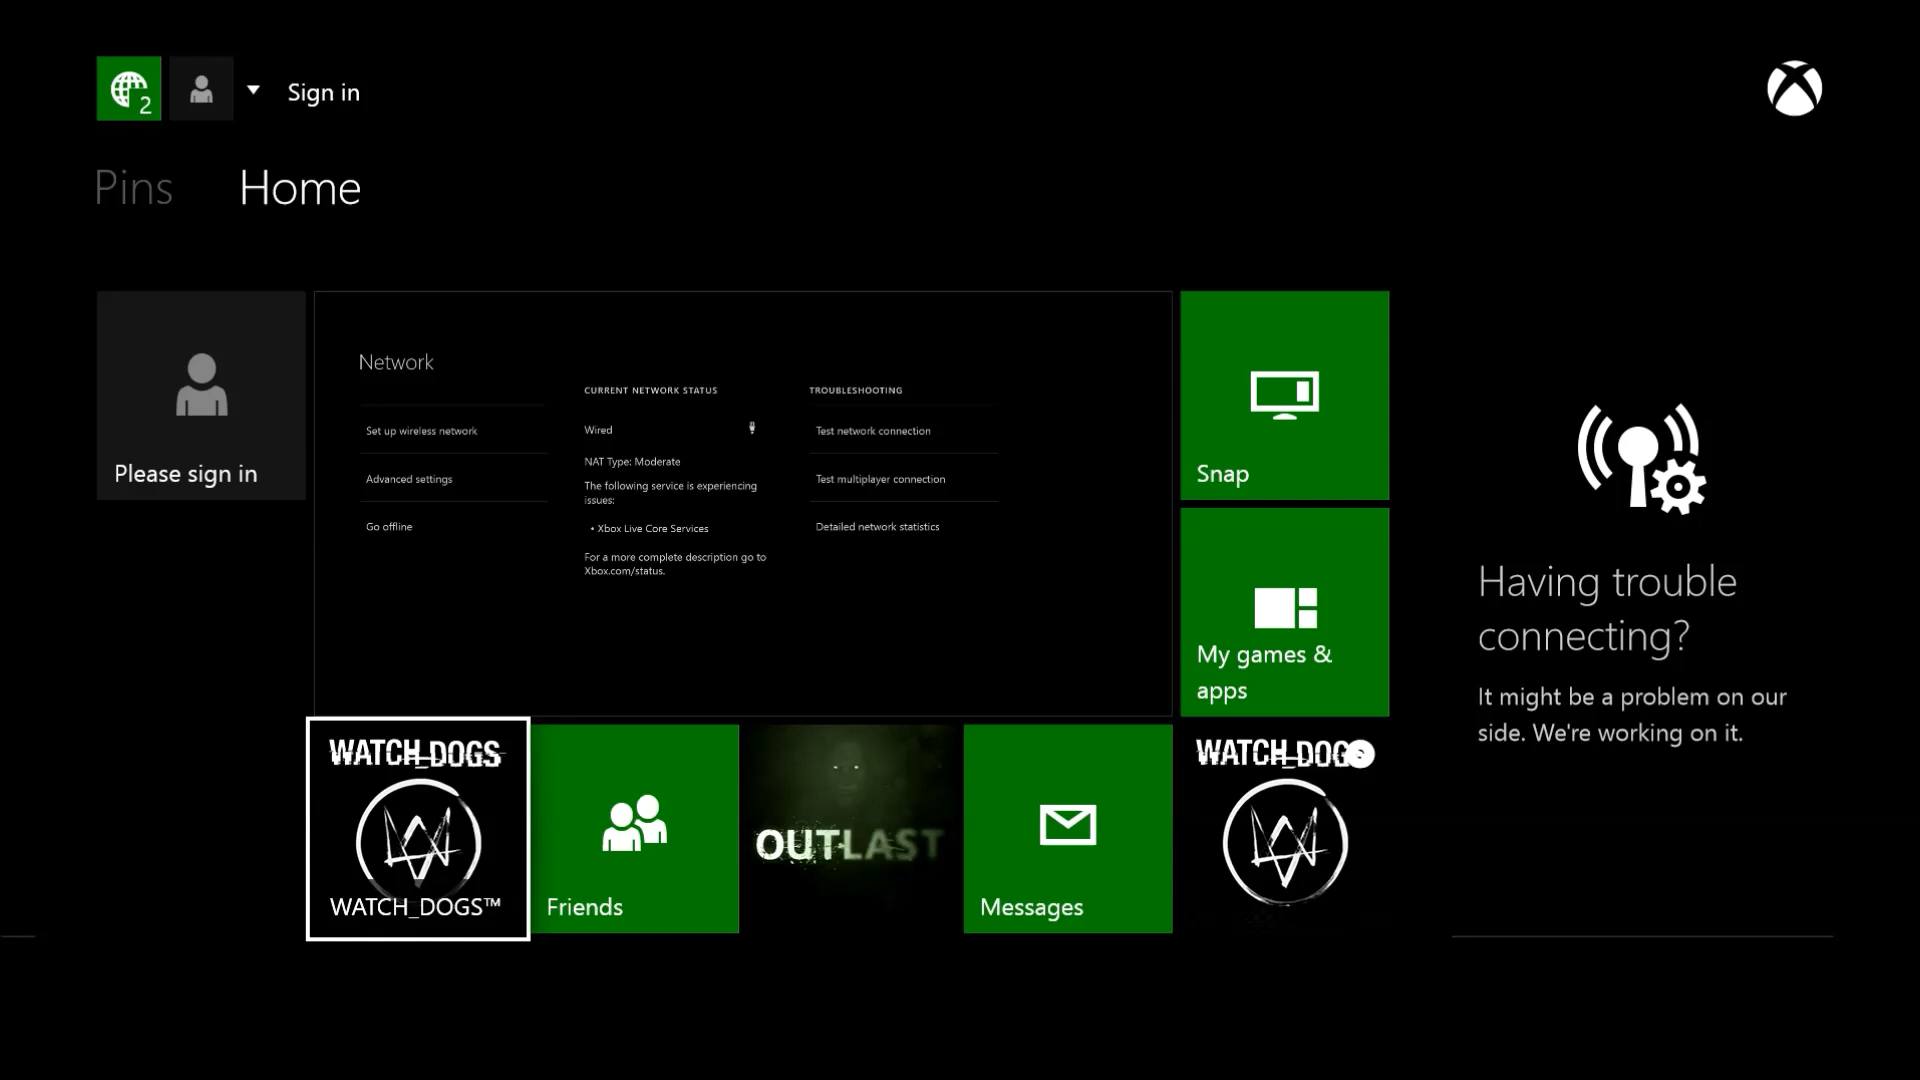 2
Sign in
Pins
Home
Please sign in
Network
Set up wireless network
Advanced settings
Go offline
CURRENT NETWORK STATUS
Wired
NAT Type: Moderate
The following service is experiencing
issues:
• Xbox Live Core Services
For a more complete description go to
Xbox.com/status.
TROUBLESHOOTING
Test network connection
Test multiplayer connection
Detailed network statistics
Snap
My games &
apps
Having trouble
connecting?
It might be a problem on our
side. We're working on it.
WATCH_DOGS
WATCH_DOGS™
Friends
OUTLAST
Messages
WATCH_DOG